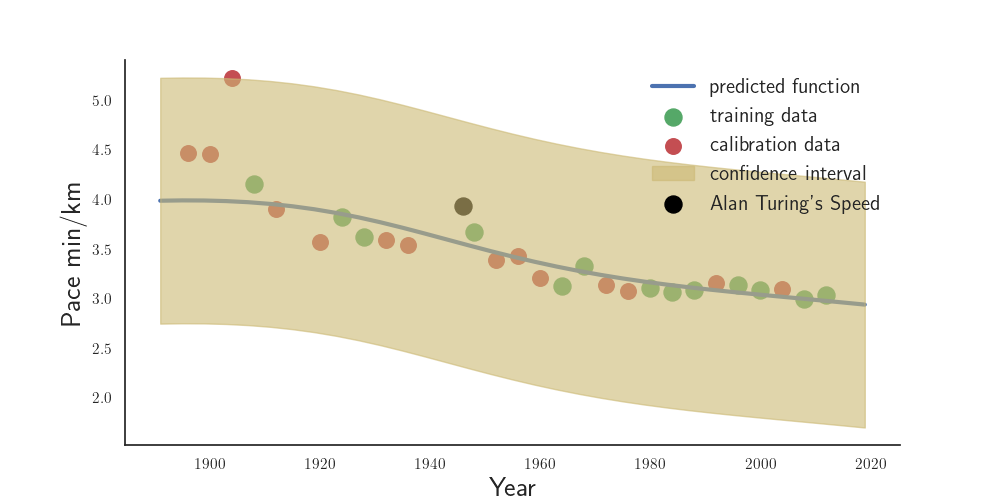 predicted function
training data
calibration data
confidence interval
Alan Turing's Speed
5.0
4.5
4.0
3.5
3.0
2.5
2.0
Pace min/km
1900 1920 1940 1960 1980 2000 2020
Year